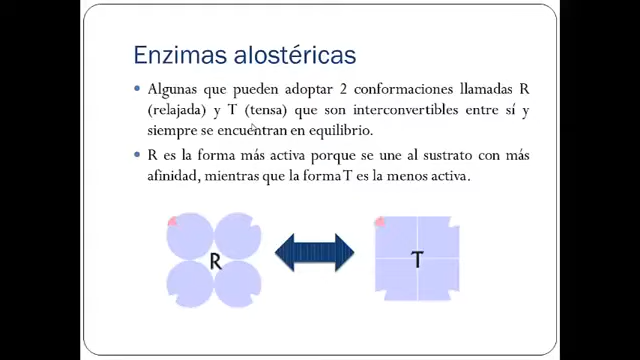 Enzimas alostéricas
• Algunas que pueden adoptar 2 conformaciones llamadas R
(relajada) y T (tensa) que son interconvertibles entre sí y
siempre se encuentran en equilibrio.
• R es la forma más activa porque se une al sustrato con más
afinidad, mientras que la forma T es la menos activa.
R
T